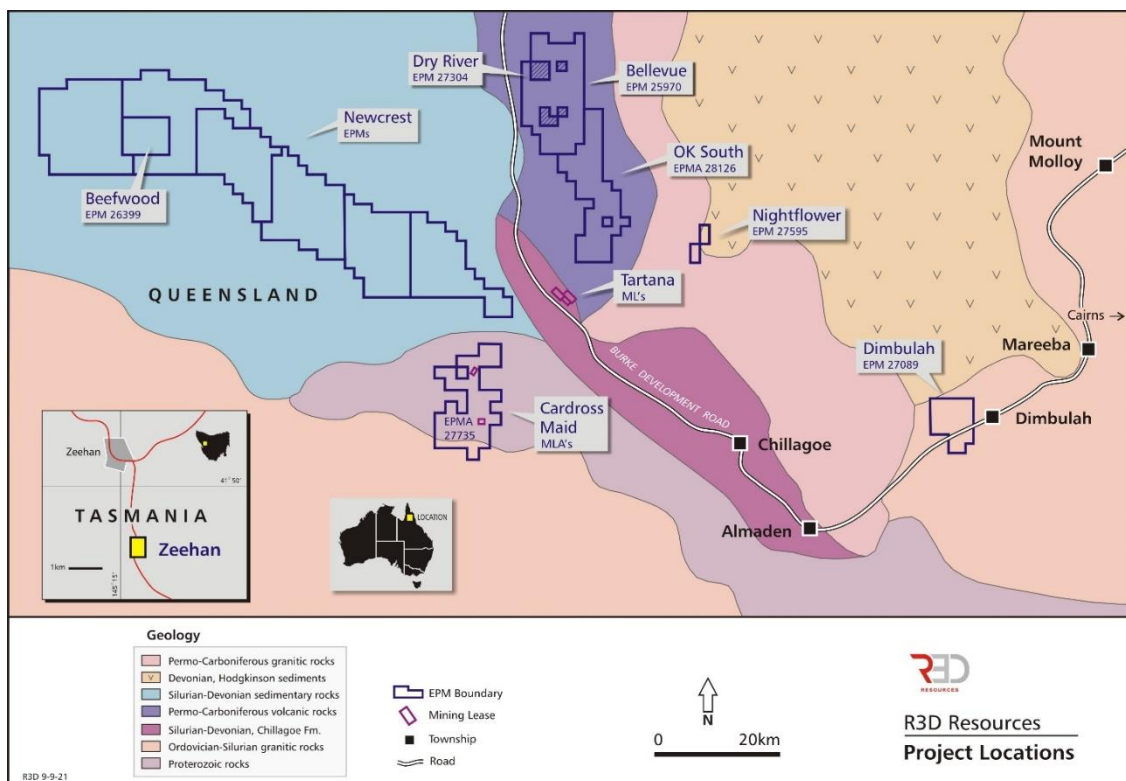 Dry River
EPM 27304
Bellevue
EPM 25970
Newcrest
EPMs
Mount
Molloy
OK South
EPMA 28126
Beefwood
EPM 26399
Nightflower
EPM 27595
QUEENSLAND
Tartana
ML's
Cairns →
Mareeba
Dimbulah
EPM 27089
BURKE DEVELOPMENT ROAD
Cardross
Maid
MLA's
EPMA
27735
Dimbulah
Chillagoe
Almaden
Zeehan
41° 50'
TASMANIA
Zeehan
1km
145° 15'
LOCATION
Geology
Permo-Carboniferous granitic rocks
Devonian, Hodgkinson sediments
Silurian-Devonian sedimentary rocks
Permo-Carboniferous volcanic rocks
Silurian-Devonian, Chillagoe Fm.
Ordovician-Silurian granitic rocks
Proterozoic rocks
EPM Boundary
Mining Lease
Township
Road
N
0 20km
R3D
RESOURCES
R3D Resources
Project Locations
R3D 9-9-21